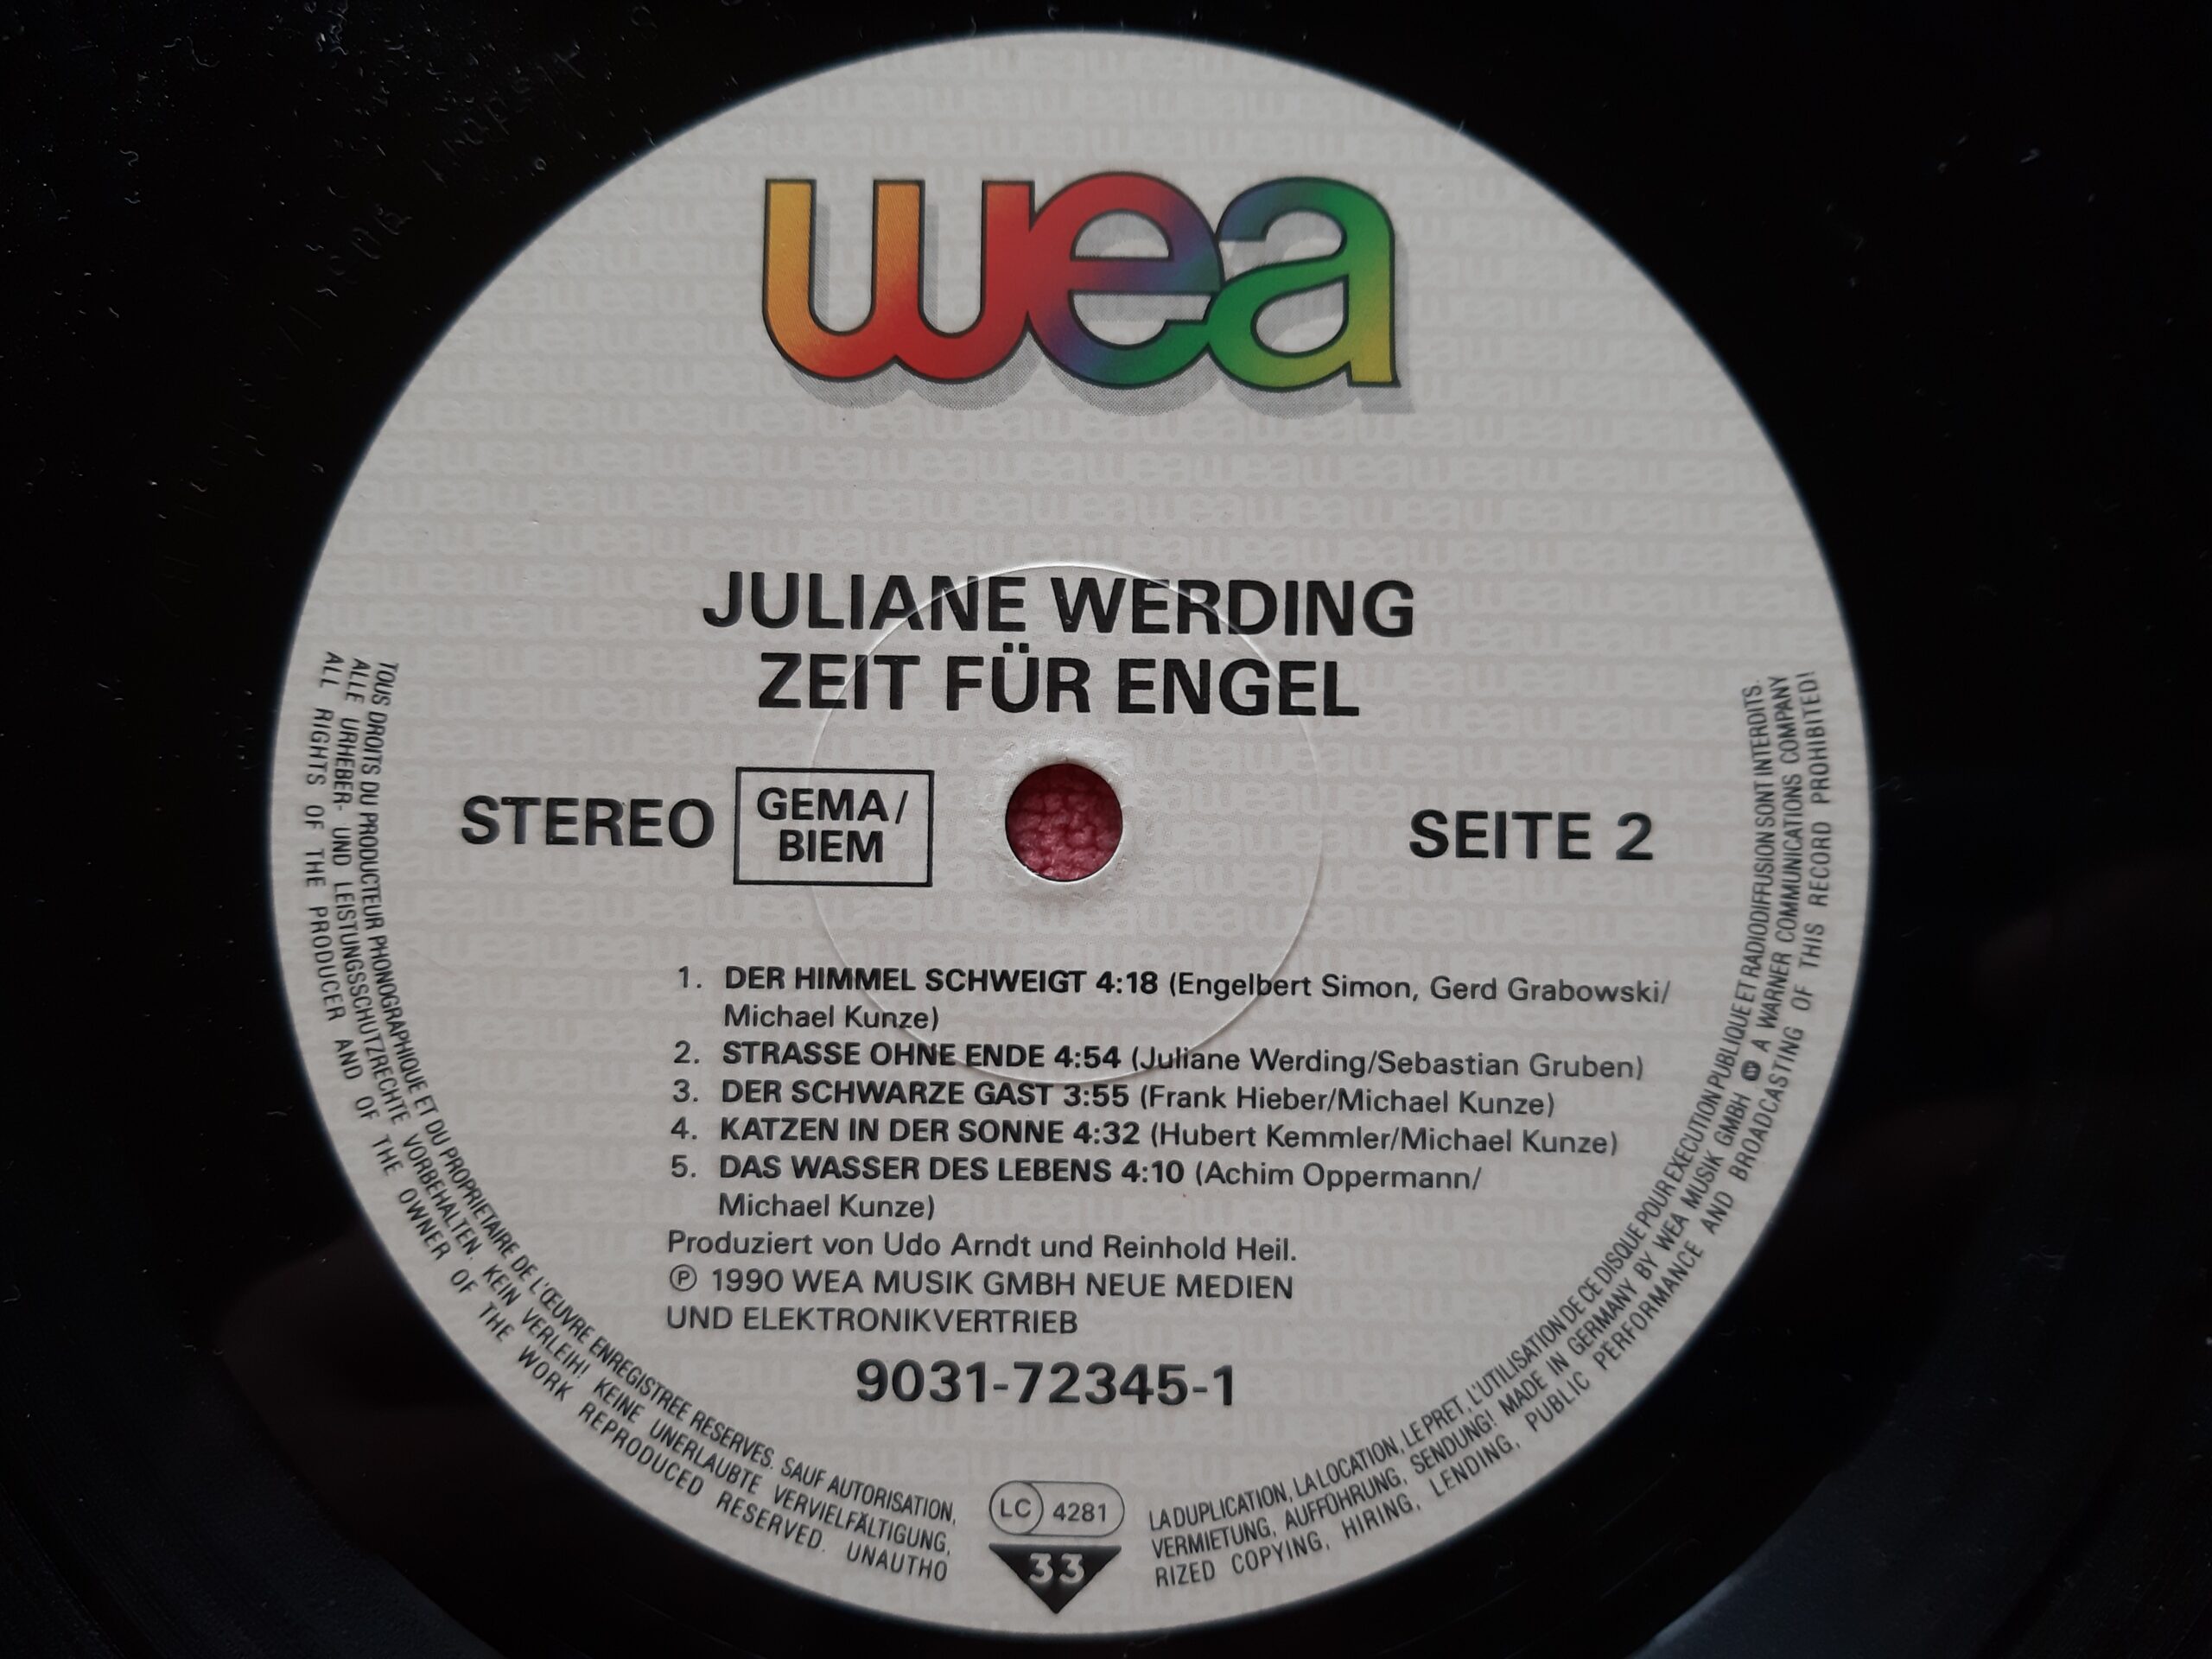 wea
JULIANE WERDING
ZEIT FÜR ENGEL
STEREO
GEMA/
BIEM
SEITE 2
1. DER HIMMEL SCHWEIGT 4:18 (Engelbert Simon, Gerd Grabowski/
Michael Kunze)
2. STRASSE OHNE ENDE 4:54 (Juliane Werding/Sebastian Gruben)
3. DER SCHWARZE GAST 3:55 (Frank Hieber/Michael Kunze)
4. KATZEN IN DER SONNE 4:32 (Hubert Kemmler/Michael Kunze)
5. DAS WASSER DES LEBENS 4:10 (Achim Oppermann/
Michael Kunze)
Produziert von Udo Arndt und Reinhold Heil.
℗ 1990 WEA MUSIK GMBH NEUE MEDIEN
UND ELEKTRONIKVERTRIEB
9031-72345-1
LC 4281
33
TOUS DROITS DU PRODUCTEUR PHONOGRAPHIQUE ET DU PROPRIETAIRE DE L'ŒUVRE ENREGISTREE RESERVES. SAUF AUTORISATION, LA DUPLICATION, LA LOCATION, LE PRET, L'UTILISATION DE CE DISQUE POUR EXECUTION PUBLIQUE ET RADIODIFFUSION SONT INTERDITS.
ALLE URHEBER- UND LEISTUNGSSCHUTZRECHTE VORBEHALTEN. KEIN VERLEIH! KEINE UNERLAUBTE VERVIELFÄLTIGUNG, VERMIETUNG, AUFFÜHRUNG, SENDUNG! MADE IN GERMANY BY WEA MUSIK GMBH A WARNER COMMUNICATIONS COMPANY
ALL RIGHTS OF THE PRODUCER AND OF THE OWNER OF THE WORK REPRODUCED RESERVED. UNAUTHORIZED COPYING, HIRING, LENDING, PUBLIC PERFORMANCE AND BROADCASTING OF THIS RECORD PROHIBITED!